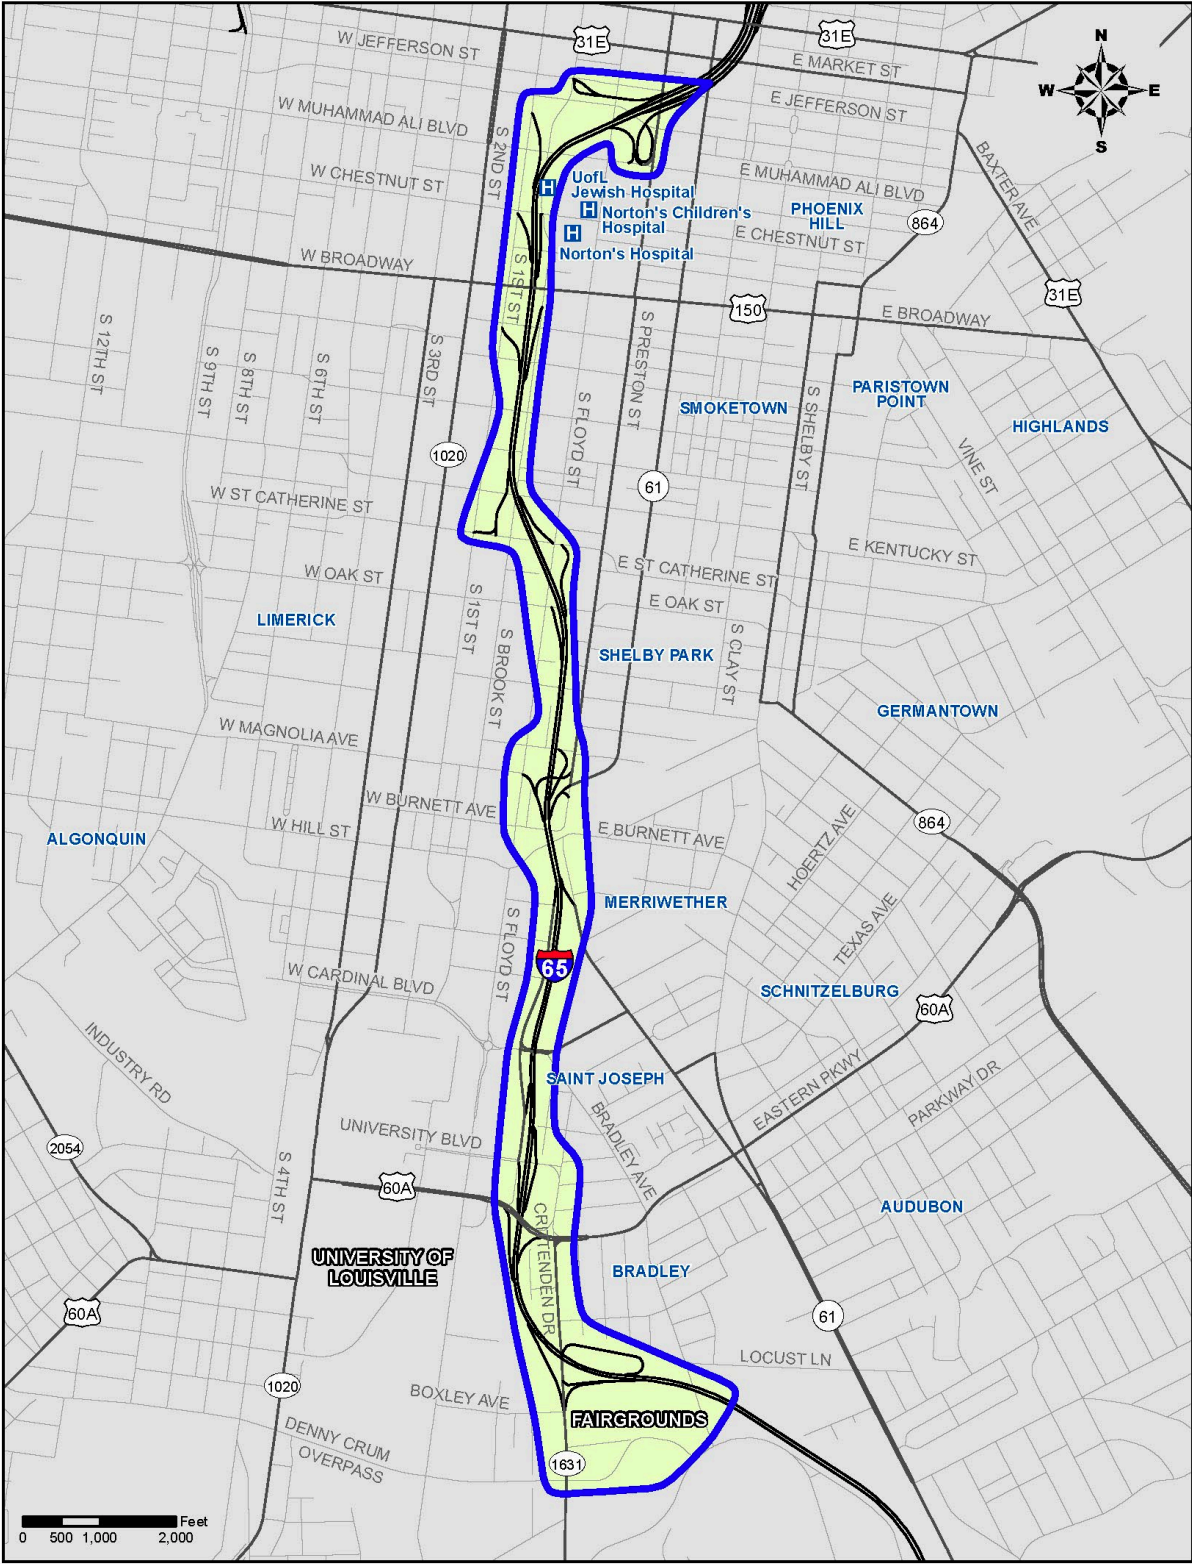 W JEFFERSON ST
31E
31E
N
E MARKET ST
W
E
S
W MUHAMMAD ALI BLVD
E JEFFERSON ST
S 2ND ST
BAXTER AVE
W CHESTNUT ST
H
UofL
Jewish Hospital
E MUHAMMAD ALI BLVD
H
Norton's Children's
Hospital
PHOENIX
HILL
864
H
Norton's Hospital
E CHESTNUT ST
W BROADWAY
S 1ST ST
31E
150
E BROADWAY
S 12TH ST
S 9TH ST
S 8TH ST
S 6TH ST
S 3RD ST
S PRESTON ST
S FLOYD ST
SMOKETOWN
S SHELBY ST
PARISTOWN
POINT
HIGHLANDS
VINE ST
1020
61
W ST CATHERINE ST
E KENTUCKY ST
W OAK ST
E ST CATHERINE ST
E OAK ST
S 1ST ST
LIMERICK
S BROOK ST
SHELBY PARK
S CLAY ST
GERMANTOWN
W MAGNOLIA AVE
W BURNETT AVE
W HILL ST
E BURNETT AVE
864
ALGONQUIN
HOERTZ AVE
MERRIWETHER
TEXAS AVE
S FLOYD ST
65
W CARDINAL BLVD
SCHNITZELBURG
60A
INDUSTRY RD
SAINT JOSEPH
EASTERN PKWY
PARKWAY DR
BRADLEY AVE
UNIVERSITY BLVD
2054
S 4TH ST
60A
AUDUBON
CRITTENDEN DR
UNIVERSITY OF
LOUISVILLE
BRADLEY
60A
61
LOCUST LN
1020
BOXLEY AVE
FAIRGROUNDS
DENNY CRUM
OVERPASS
1631
Feet
0 500 1,000 2,000